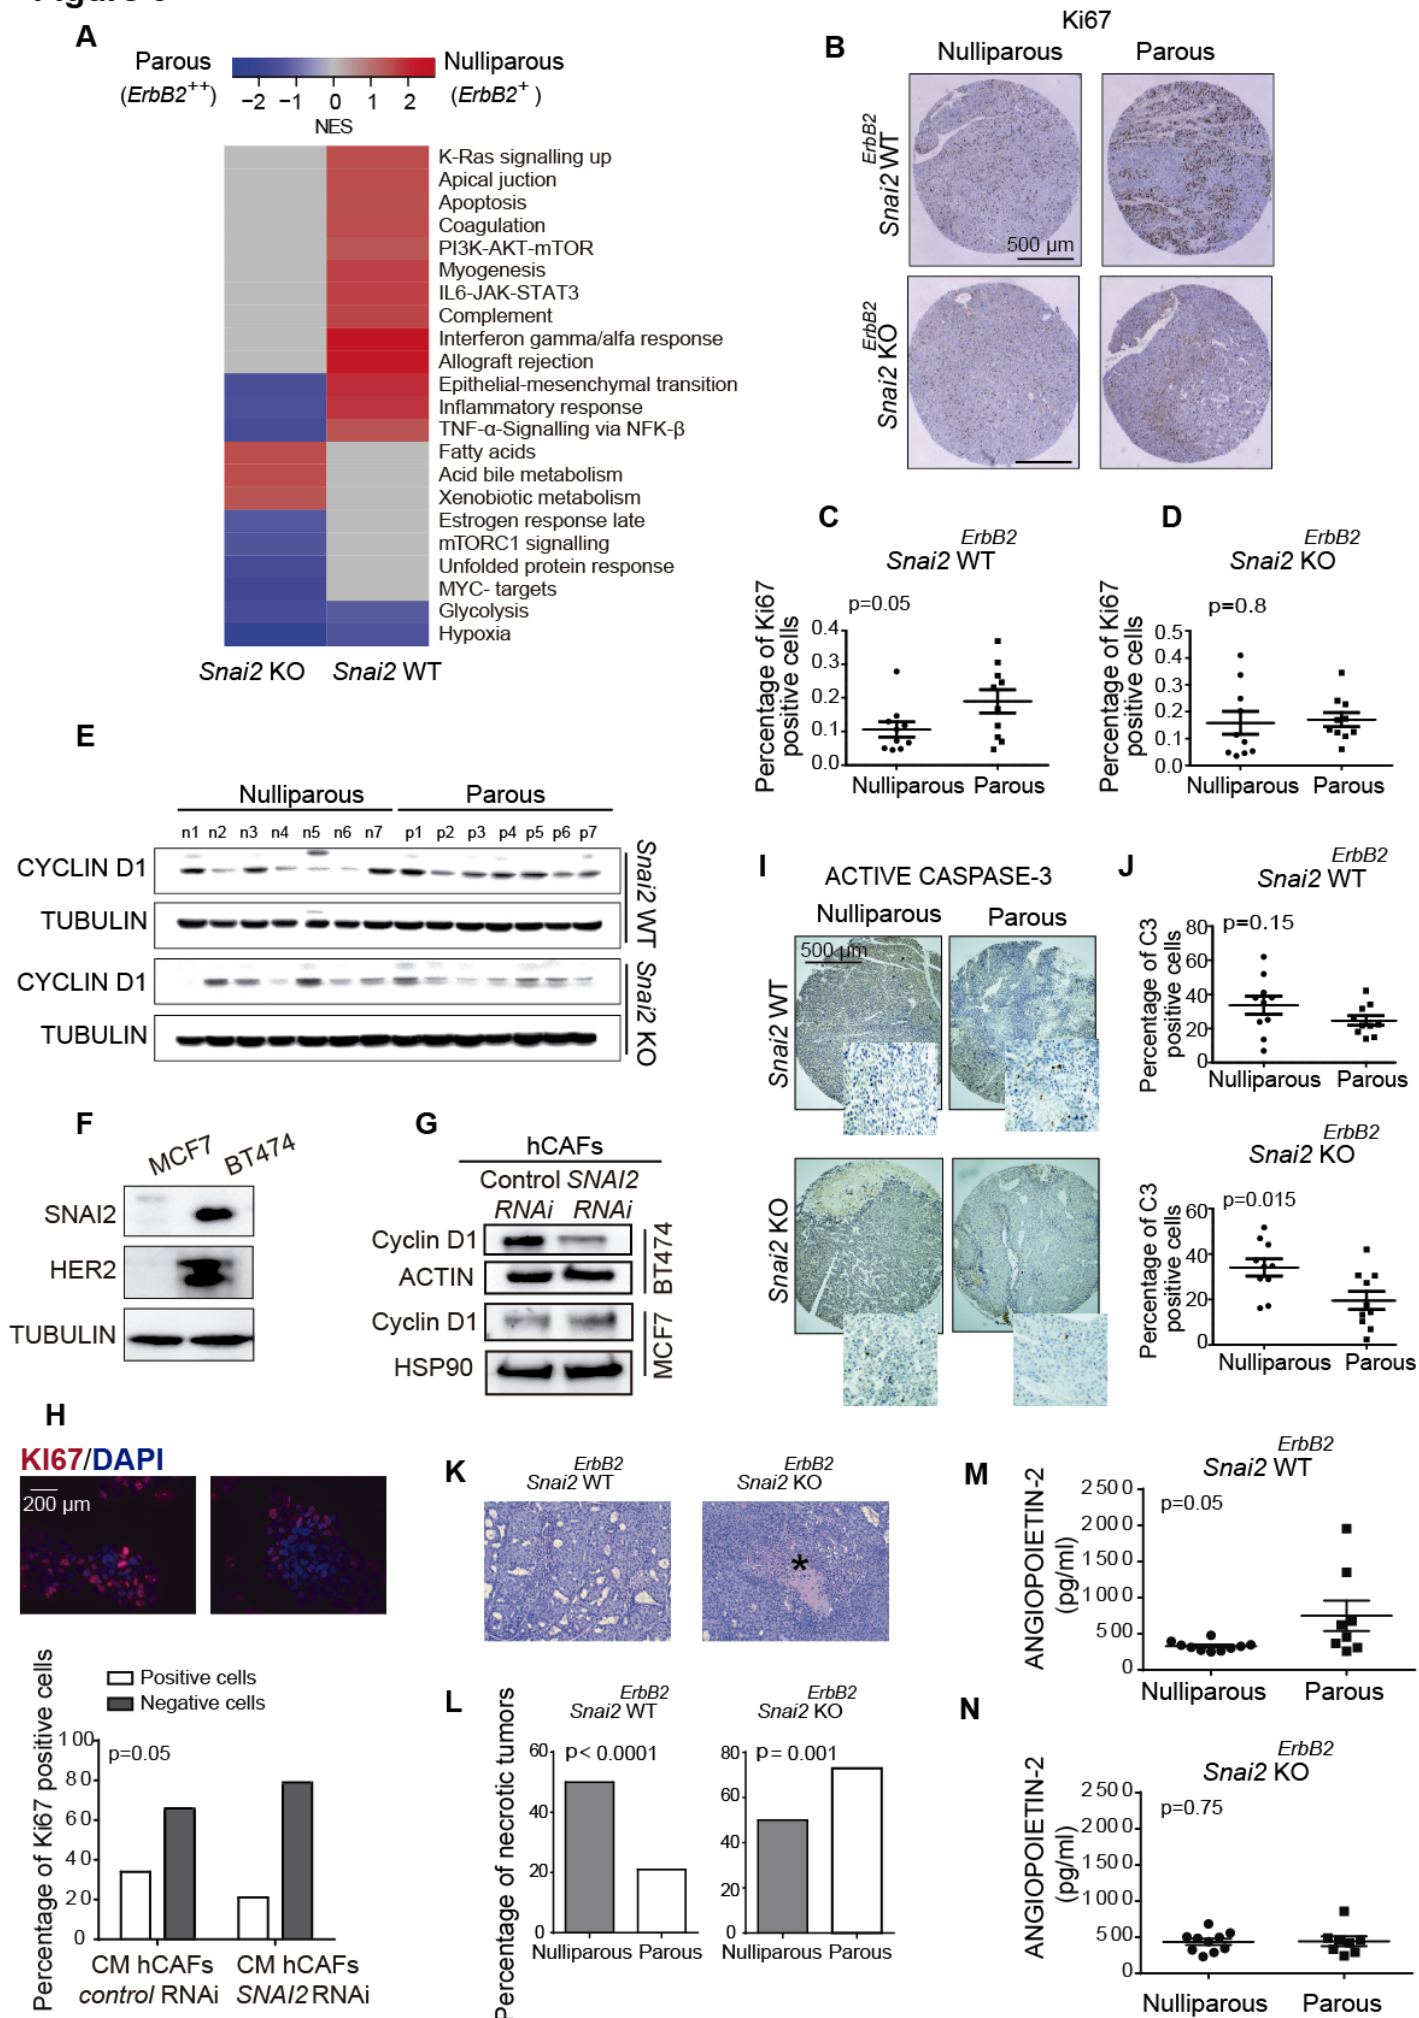 A
Parous
Nulliparous
(ErbB2++)
(ErbB2+ )
−2 −1 0 1 2
NES
K-Ras signalling up
Apical juction
Apoptosis
Coagulation
PI3K-AKT-mTOR
Myogenesis
IL6-JAK-STAT3
Complement
Interferon gamma/alfa response
Allograft rejection
Epithelial-mesenchymal transition
Inflammatory response
TNF-α-Signalling via NFK-β
Fatty acids
Acid bile metabolism
Xenobiotic metabolism
Estrogen response late
mTORC1 signalling
Unfolded protein response
MYC- targets
Glycolysis
Hypoxia
Snai2 KO Snai2 WT
B
Ki67
Nulliparous Parous
ErbB2
Snai2 WT
500 µm
ErbB2
Snai2 KO
C
ErbB2
Snai2 WT
p=0.05
Percentage of Ki67
positive cells
0.4
0.3
0.2
0.1
0.0
Nulliparous Parous
D
ErbB2
Snai2 KO
p=0.8
Percentage of Ki67
positive cells
0.5
0.4
0.3
0.2
0.1
0.0
Nulliparous Parous
E
Nulliparous Parous
n1 n2 n3 n4 n5 n6 n7 p1 p2 p3 p4 p5 p6 p7
CYCLIN D1
TUBULIN
Snai2 WT
CYCLIN D1
TUBULIN
Snai2 KO
F
MCF7 BT474
SNAI2
HER2
TUBULIN
G
hCAFs
Control SNAI2
RNAi RNAi
Cyclin D1
ACTIN
BT474
Cyclin D1
HSP90
MCF7
H
KI67/DAPI
200 µm
Positive cells
Negative cells
Percentage of Ki67 positive cells
p=0.05
100
80
60
40
20
0
CM hCAFs CM hCAFs
control RNAi SNAI2 RNAi
I
ACTIVE CASPASE-3
Nulliparous Parous
500 µm
Snai2 WT
Snai2 KO
J
ErbB2
Snai2 WT
p=0.15
Percentage of C3
positive cells
80
60
40
20
0
Nulliparous Parous
ErbB2
Snai2 KO
p=0.015
Percentage of C3
positive cells
60
40
20
0
Nulliparous Parous
K
ErbB2
Snai2 WT
ErbB2
Snai2 KO
*
L
ErbB2
Snai2 WT
ErbB2
Snai2 KO
Percentage of necrotic tumors
p< 0.0001
60
40
20
0
Nulliparous Parous
p= 0.001
80
60
40
20
0
Nulliparous Parous
M
ErbB2
Snai2 WT
ANGIOPOIETIN-2
(pg/ml)
p=0.05
2500
2000
1500
1000
500
0
Nulliparous Parous
N
ErbB2
Snai2 KO
ANGIOPOIETIN-2
(pg/ml)
p=0.75
2500
2000
1500
1000
500
0
Nulliparous Parous